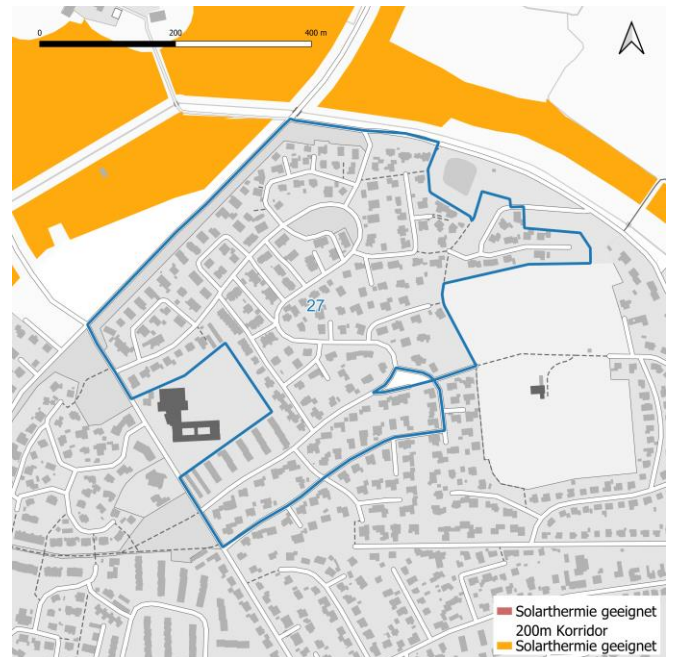 0 200 400 m
27
Solarthermie geeignet
200m Korridor
Solarthermie geeignet